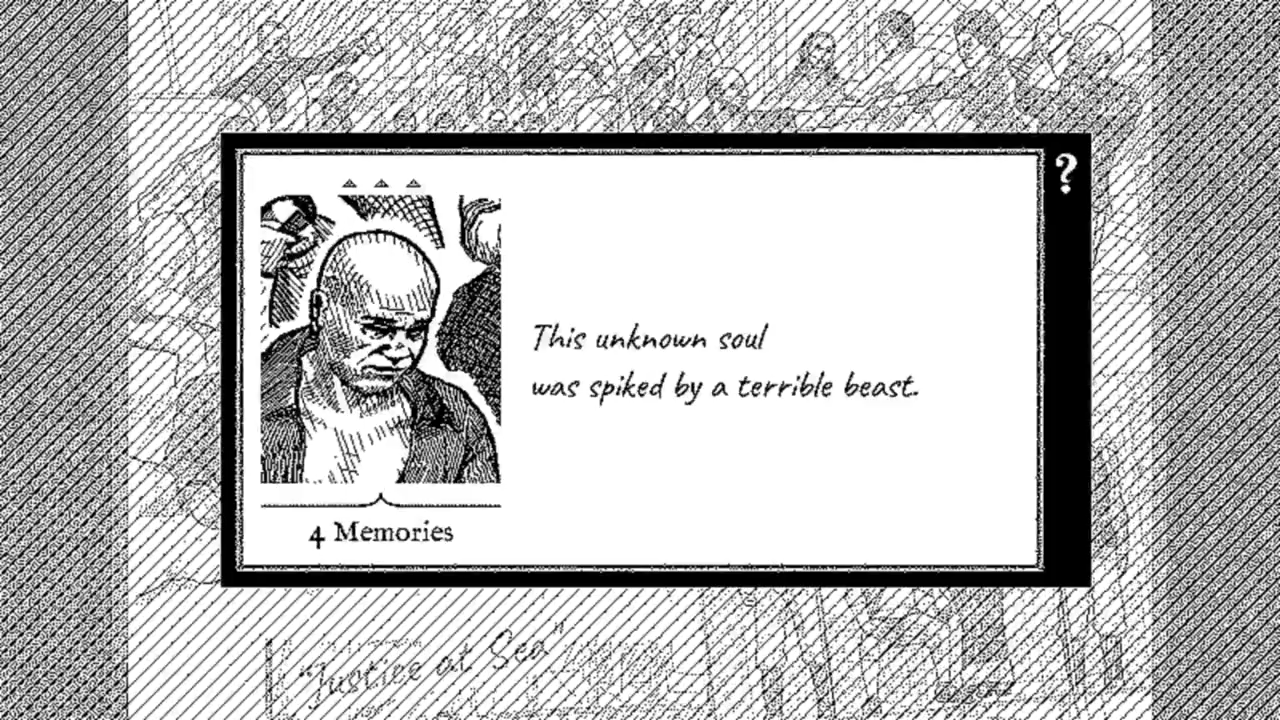 ?
This unknown soul
was spiked by a terrible beast.
4 Memories
"Justice at Sea"